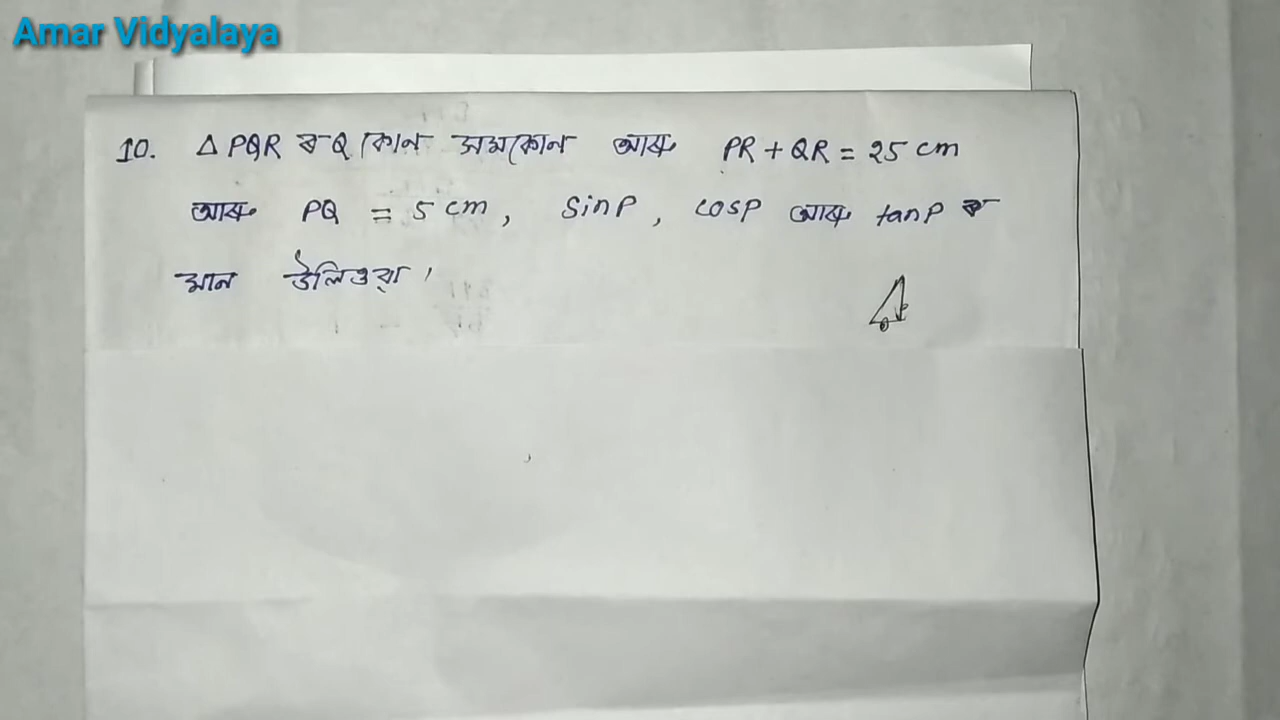 Amar Vidyalaya
10. △PQR ৰ Q কোন সমকোন আৰু PR + QR = 25 cm
আৰু PQ = 5 cm, sinP, cosP আৰু tanP ৰ
মান উলিওৱা ।